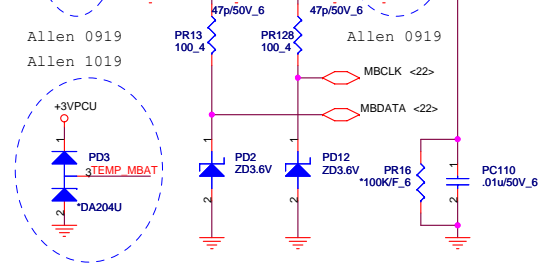 47p/50V_6
47p/50V_6
Allen 0919
PR13
100_4
PR128
100_4
Allen 0919
Allen 1019
MBCLK <22>
+3VPCU
MBDATA <22>
1
PD3
3
TEMP_MBAT
2
*DA204U
1
PD2
ZD3.6V
2
1
PD12
ZD3.6V
2
PR16
*100K/F_6
1
PC110
.01u/50V_6
2